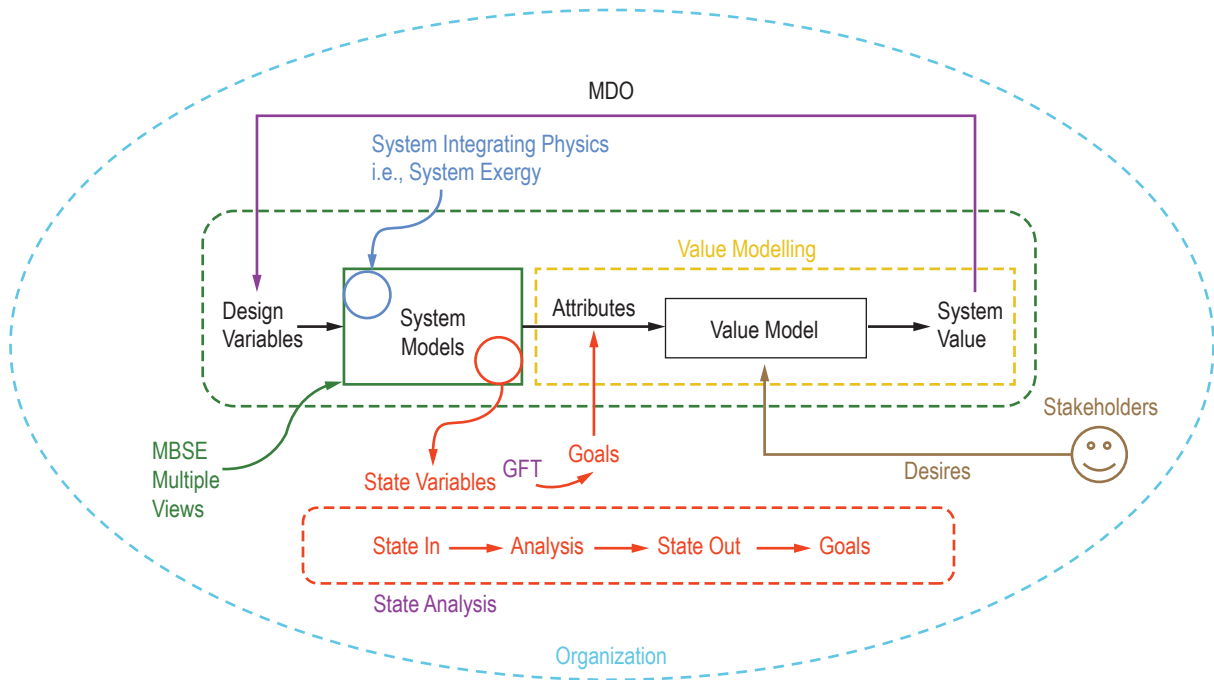 MDO
System Integrating Physics
i.e., System Exergy
Value Modelling
Design
Variables
System
Models
Attributes
Value Model
System
Value
Stakeholders
MBSE
Multiple
Views
State Variables
GFT
Goals
Desires
State In
Analysis
State Out
Goals
State Analysis
Organization